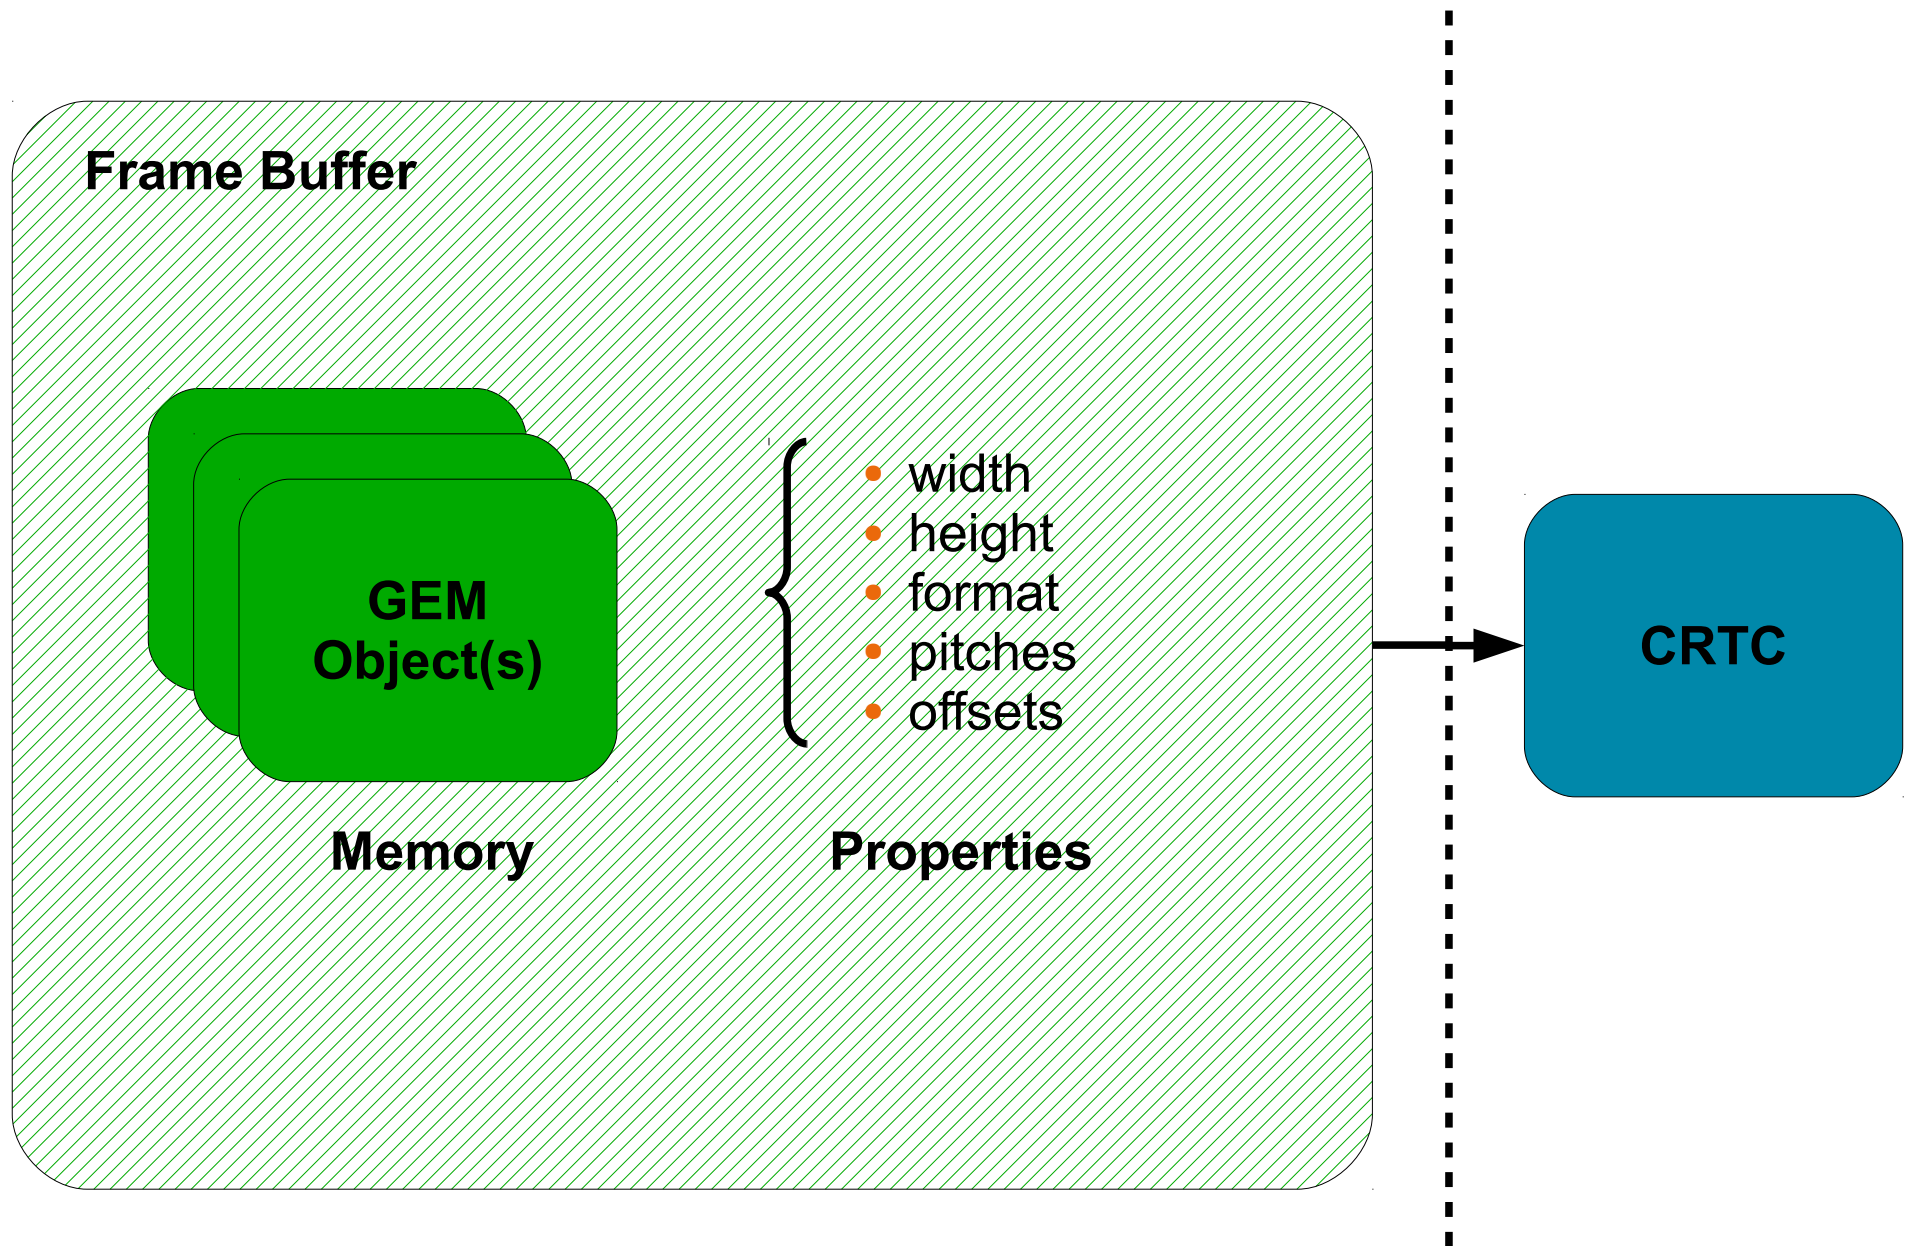 Frame Buffer
GEM
Object(s)
width
height
format
pitches
offsets
Memory
Properties
CRTC